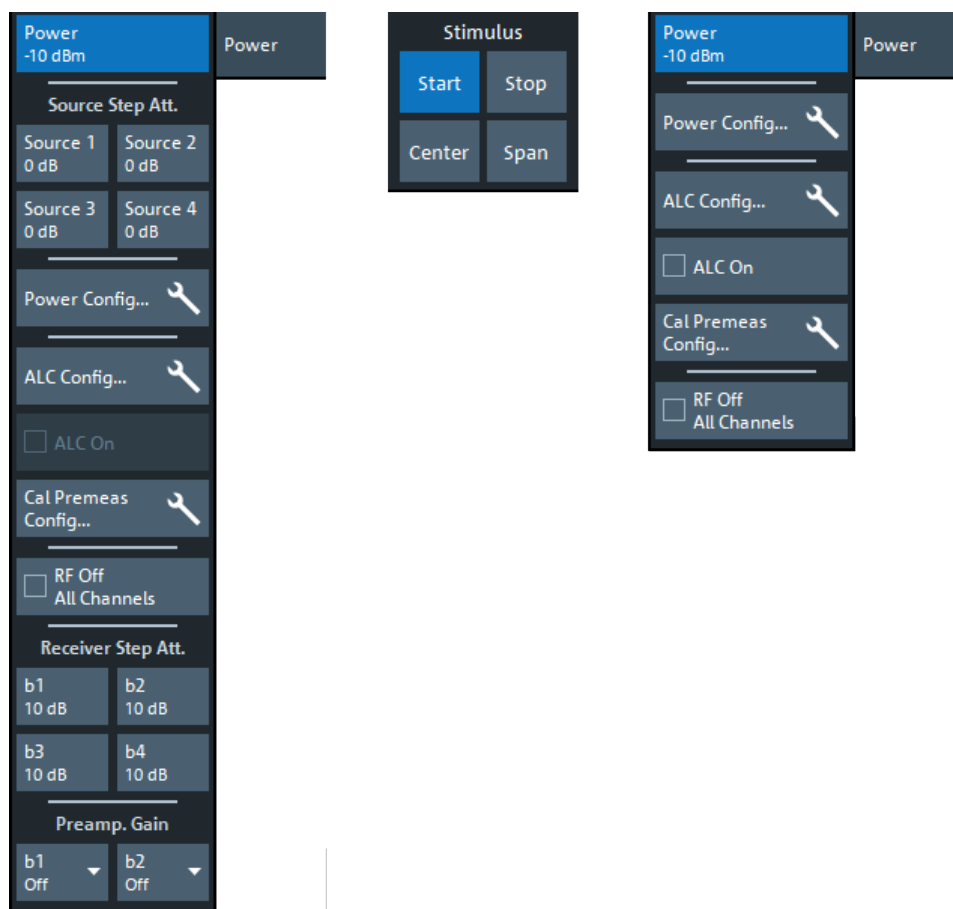 Power
-10 dBm
Power
Source Step Att.
Source 1
0 dB
Source 2
0 dB
Source 3
0 dB
Source 4
0 dB
Power Config...
ALC Config...
ALC On
Cal Premeas
Config...
RF Off
All Channels
Receiver Step Att.
b1
10 dB
b2
10 dB
b3
10 dB
b4
10 dB
Preamp. Gain
b1
Off
b2
Off
Stimulus
Start
Stop
Center
Span
Power
-10 dBm
Power
Power Config...
ALC Config...
ALC On
Cal Premeas
Config...
RF Off
All Channels